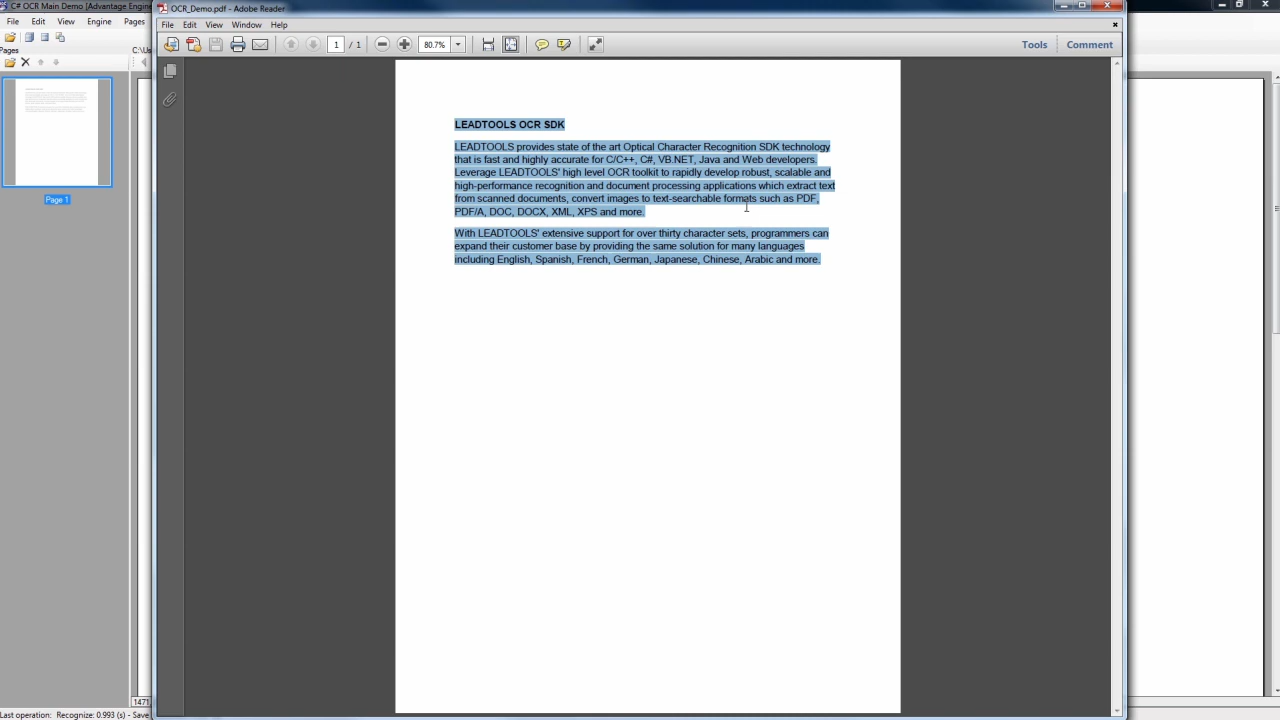 C# OCR Main Demo [Advantage Engine
OCR_Demo.pdf - Adobe Reader
File Edit View Engine Pages
File Edit View Window Help
1 / 1 80.7% Tools Comment
Pages
LEADTOOLS OCR SDK
LEADTOOLS provides state of the art Optical Character Recognition SDK technology
that is fast and highly accurate for C/C++, C#, VB.NET, Java and Web developers.
Leverage LEADTOOLS' high level OCR toolkit to rapidly develop robust, scalable and
high-performance recognition and document processing applications which extract text
from scanned documents, convert images to text-searchable formats such as PDF,
PDF/A, DOC, DOCX, XML, XPS and more.
With LEADTOOLS' extensive support for over thirty character sets, programmers can
expand their customer base by providing the same solution for many languages
including English, Spanish, French, German, Japanese, Chinese, Arabic and more.
Page 1
1471,
Last operation: Recognize: 0.993 (s) - Save